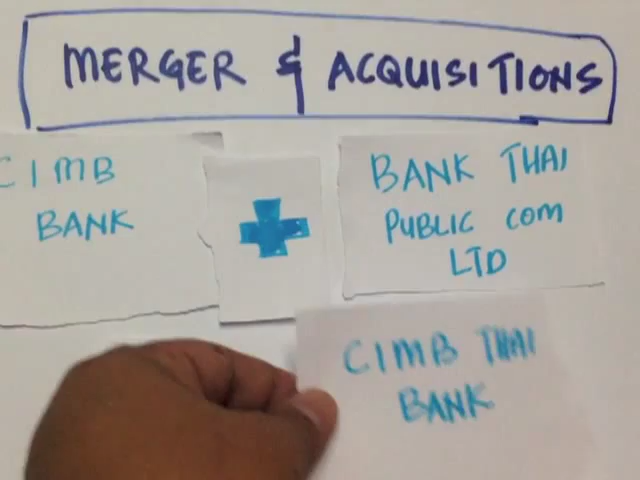 MERGER & ACQUISITIONS
CIMB
BANK
BANK THAI
PUBLIC COM
LTD
CIMB THAI
BANK